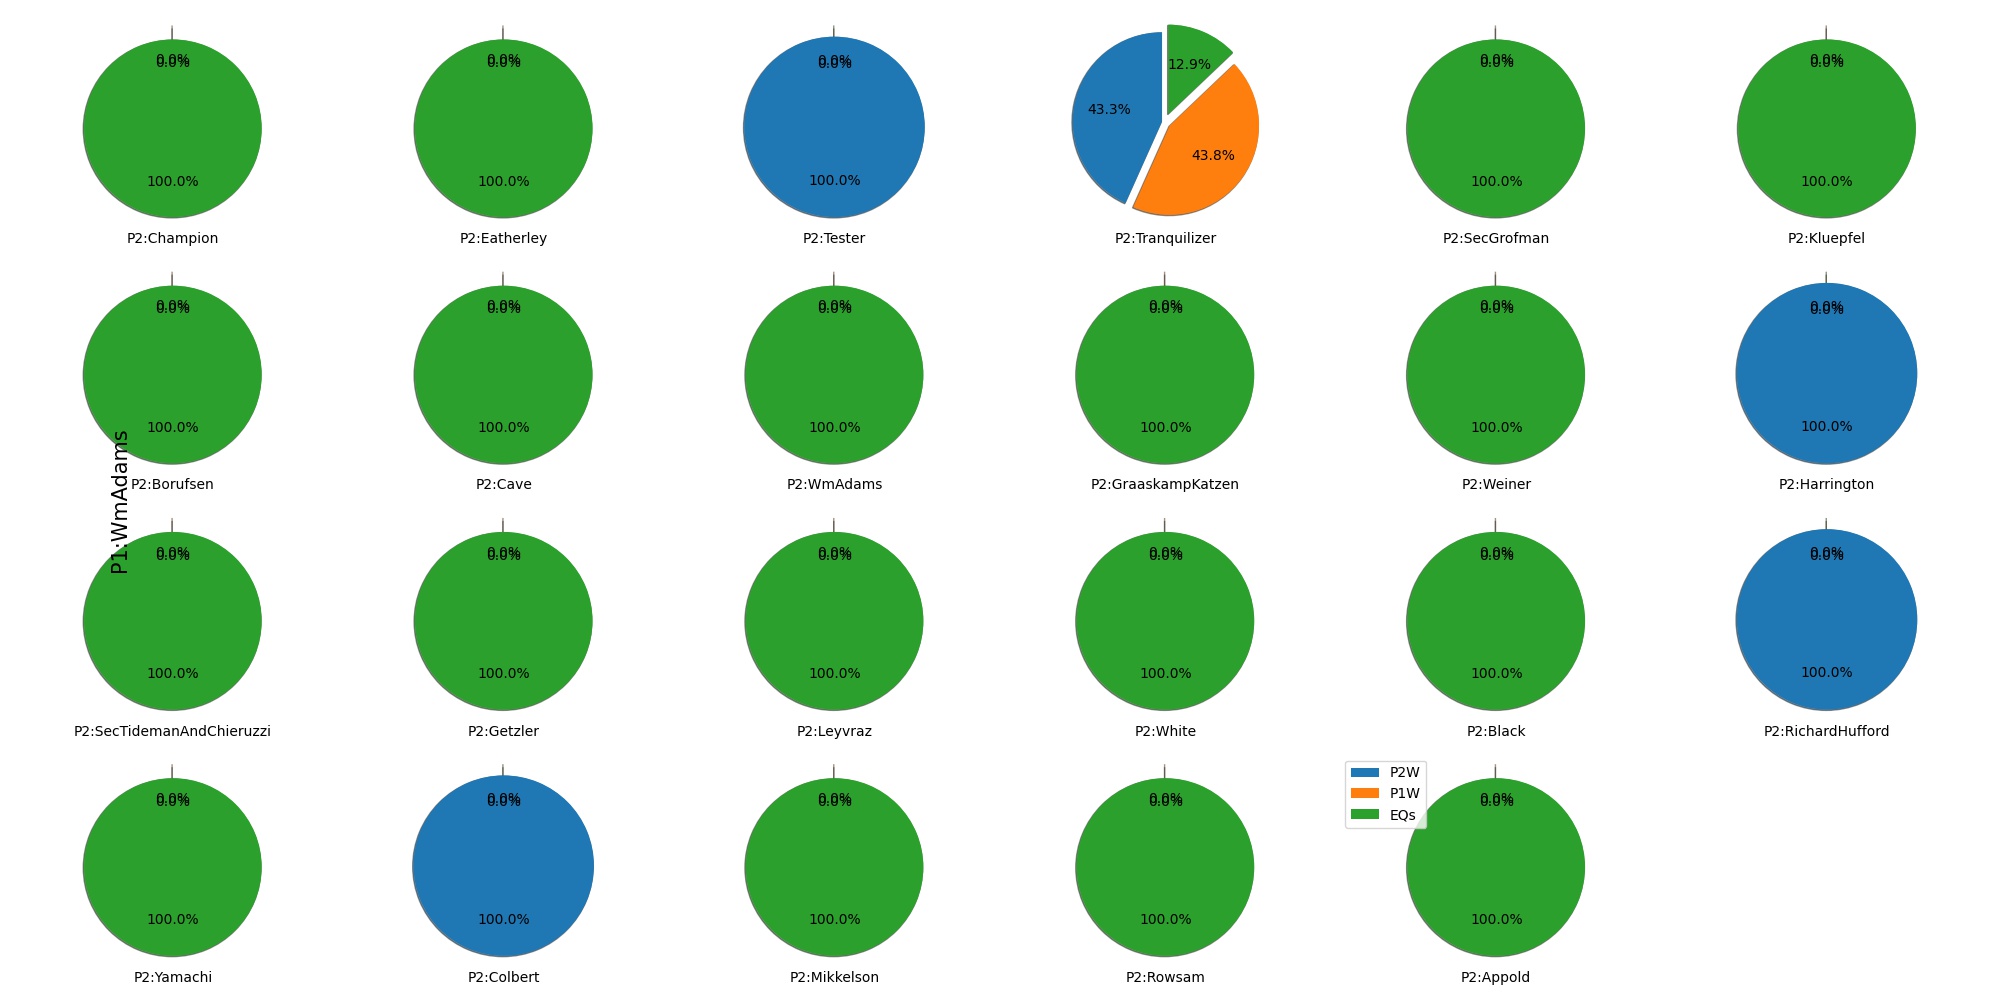 0.0%
0.0%
100.0%
P2:Champion
0.0%
0.0%
100.0%
P2:Eatherley
0.0%
0.0%
100.0%
P2:Tester
43.3%
43.8%
12.9%
P2:Tranquilizer
0.0%
0.0%
100.0%
P2:SecGrofman
0.0%
0.0%
100.0%
P2:Kluepfel
P1:WmAdams
0.0%
0.0%
100.0%
P2:Borufsen
0.0%
0.0%
100.0%
P2:Cave
0.0%
0.0%
100.0%
P2:WmAdams
0.0%
0.0%
100.0%
P2:GraaskampKatzen
0.0%
0.0%
100.0%
P2:Weiner
0.0%
0.0%
100.0%
P2:Harrington
0.0%
0.0%
100.0%
P2:SecTidemanAndChieruzzi
0.0%
0.0%
100.0%
P2:Getzler
0.0%
0.0%
100.0%
P2:Leyvraz
0.0%
0.0%
100.0%
P2:White
0.0%
0.0%
100.0%
P2:Black
0.0%
0.0%
100.0%
P2:RichardHufford
0.0%
0.0%
100.0%
P2:Yamachi
0.0%
0.0%
100.0%
P2:Colbert
0.0%
0.0%
100.0%
P2:Mikkelson
0.0%
0.0%
100.0%
P2:Rowsam
P2W
P1W
EQs
0.0%
0.0%
100.0%
P2:Appold